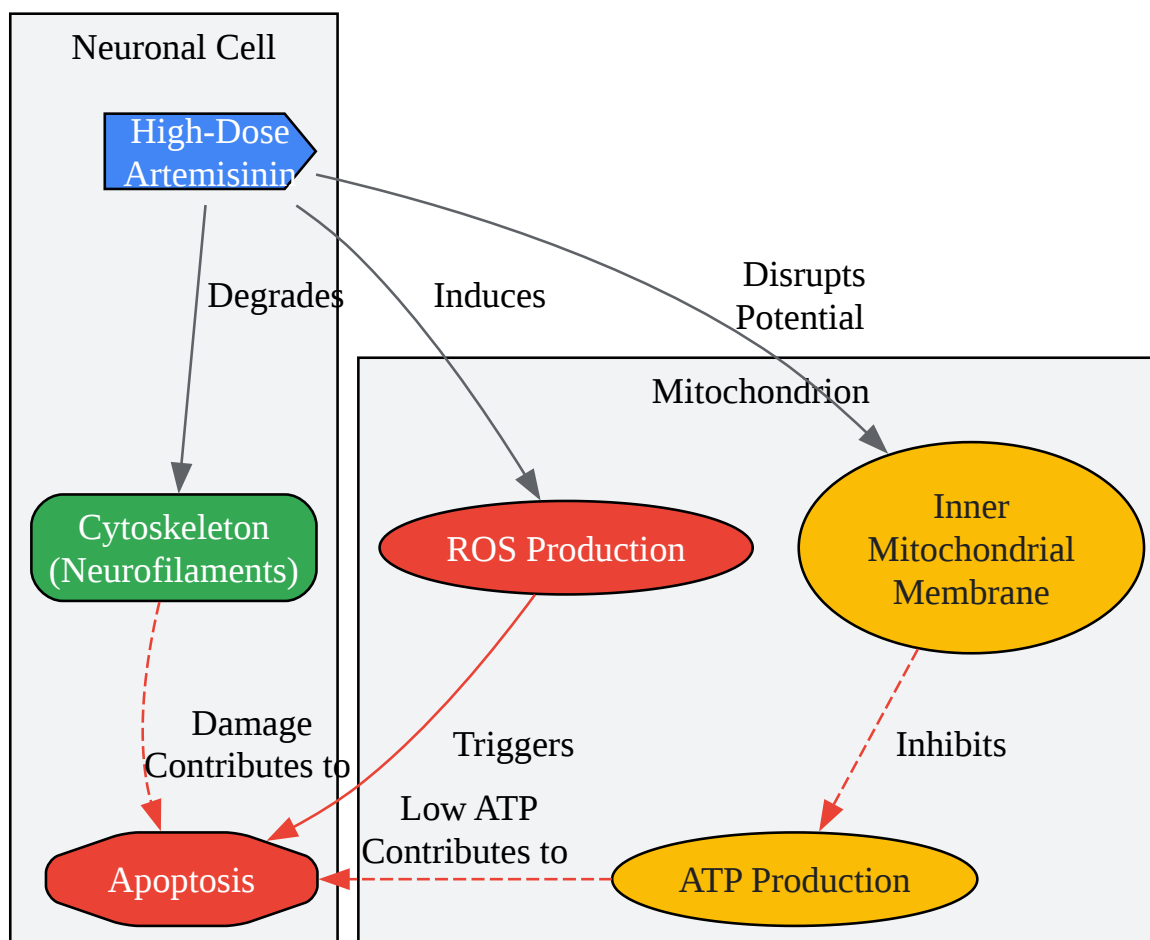 Neuronal Cell
High-Dose
Artemisinin
Degrades
Induces
Disrupts
Potential
Mitochondrion
Cytoskeleton
(Neurofilaments)
ROS Production
Inner
Mitochondrial
Membrane
Damage
Contributes to
Triggers
Inhibits
Low ATP
Contributes to
Apoptosis
ATP Production